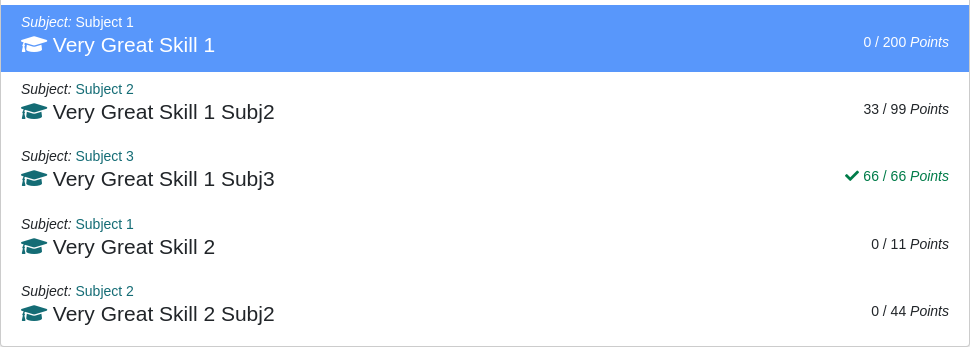 Subject: Subject 1
Very Great Skill 1
0 / 200 Points
Subject: Subject 2
Very Great Skill 1 Subj2
33 / 99 Points
Subject: Subject 3
Very Great Skill 1 Subj3
66 / 66 Points
Subject: Subject 1
Very Great Skill 2
0 / 11 Points
Subject: Subject 2
Very Great Skill 2 Subj2
0 / 44 Points